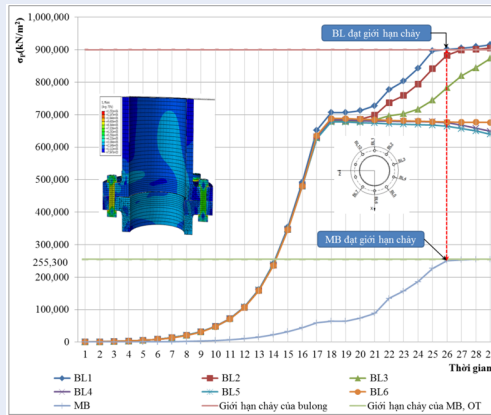 σₚ(kN/m²)
1,000,000
900,000
800,000
700,000
600,000
500,000
400,000
300,000
255,300
200,000
100,000
0
BL đạt giới hạn chảy
MB đạt giới hạn chảy
1 2 3 4 5 6 7 8 9 10 11 12 13 14 15 16 17 18 19 20 21 22 23 24 25 26 27 28
Thời gian
BL1 BL2 BL3
BL4 BL5 BL6
MB Giới hạn chảy của bulong Giới hạn chảy của MB, OT